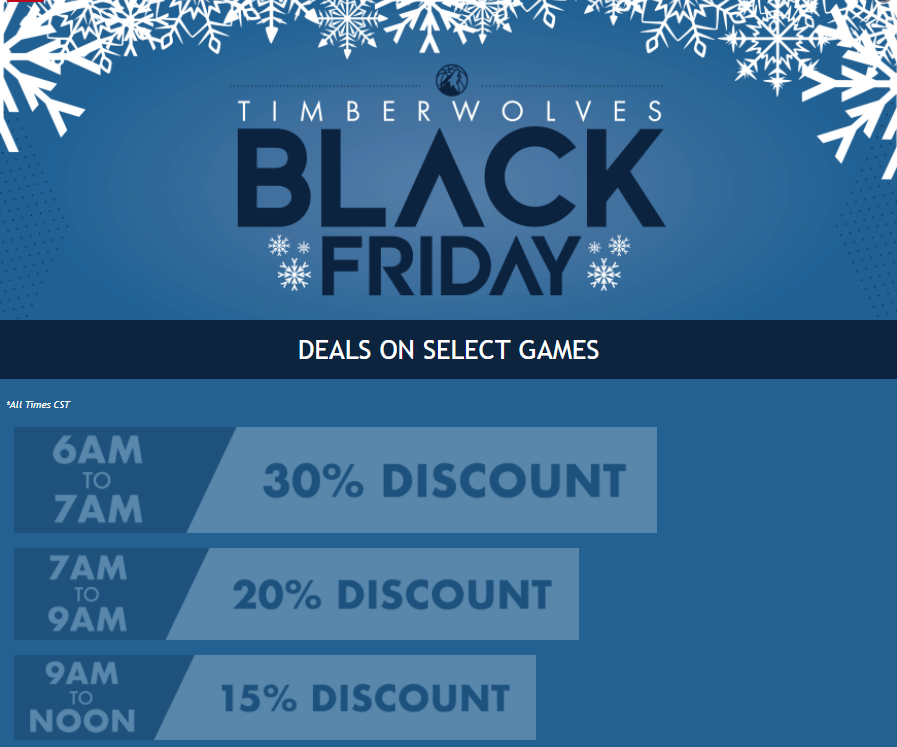 TIMBERWOLVES
BLACK
FRIDAY
DEALS ON SELECT GAMES
*All Times CST
6AM
TO
7AM
30% DISCOUNT
7AM
TO
9AM
20% DISCOUNT
9AM
TO
NOON
15% DISCOUNT